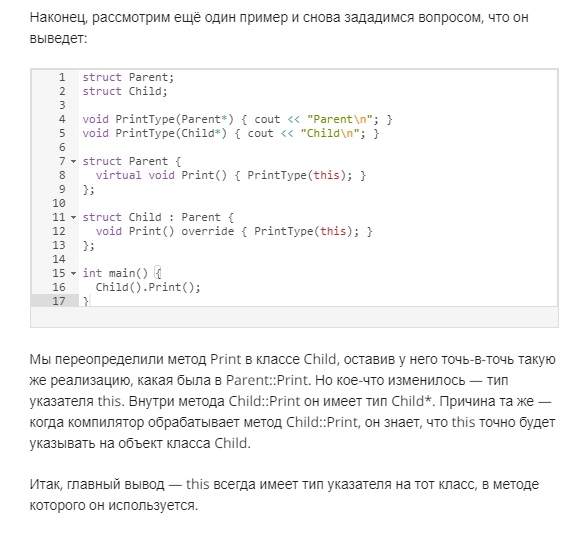 Наконец, рассмотрим ещё один пример и снова зададимся вопросом, что он
выведет:
1 struct Parent;
2 struct Child;
3
4 void PrintType(Parent*) { cout << "Parent\n"; }
5 void PrintType(Child*) { cout << "Child\n"; }
6
7 struct Parent {
8 virtual void Print() { PrintType(this); }
9 };
10
11 struct Child : Parent {
12 void Print() override { PrintType(this); }
13 };
14
15 int main() {
16 Child().Print();
17 }
Мы переопределили метод Print в классе Child, оставив у него точь-в-точь такую
же реализацию, какая была в Parent::Print. Но кое-что изменилось — тип
указателя this. Внутри метода Child::Print он имеет тип Child*. Причина та же —
когда компилятор обрабатывает метод Child::Print, он знает, что this точно будет
указывать на объект класса Child.
Итак, главный вывод — this всегда имеет тип указателя на тот класс, в методе
которого он используется.